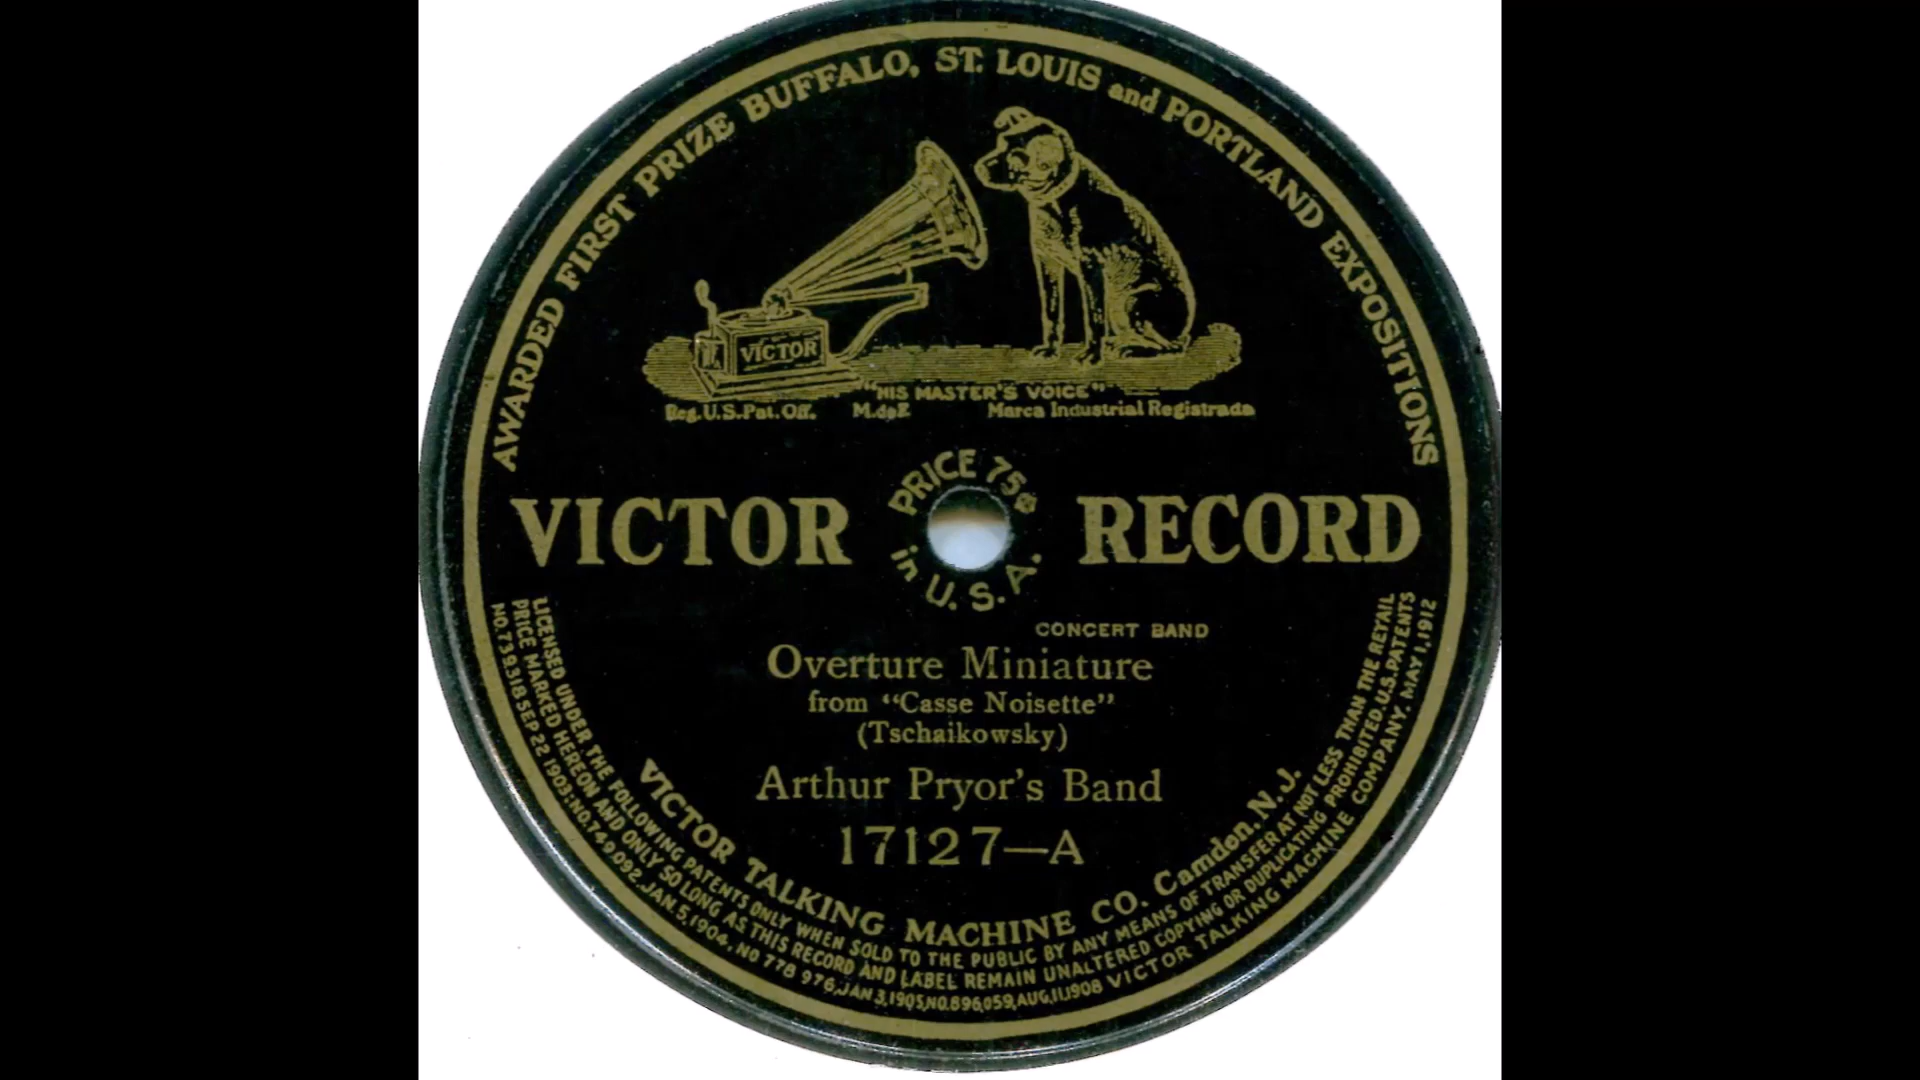 AWARDED FIRST PRIZE BUFFALO, ST. LOUIS and PORTLAND EXPOSITIONS
VICTOR
"HIS MASTER'S VOICE"
Reg. U.S. Pat. Off. M. de F. Marca Industrial Registrada
PRICE 75¢
VICTOR RECORD
in U.S.A.
CONCERT BAND
Overture Miniature
from "Casse Noisette"
(Tschaikowsky)
Arthur Pryor's Band
17127—A
VICTOR TALKING MACHINE CO. Camden, N. J.
LICENSED UNDER THE FOLLOWING PATENTS ONLY WHEN SOLD TO THE PUBLIC BY ANY MEANS OF TRANSFER AT NOT LESS THAN THE RETAIL
PRICE MARKED HEREON AND ONLY SO LONG AS THIS RECORD AND LABEL REMAIN UNALTERED COPYING OR DUPLICATING PROHIBITED. U.S. PATENTS
NO. 739,318 SEP 22 1903; NO. 749,092, JAN. 5, 1904, NO 778 976, JAN 3, 1905, NO. 896,059, AUG, 11, 1908 VICTOR TALKING MACHINE COMPANY. MAY 1, 1912